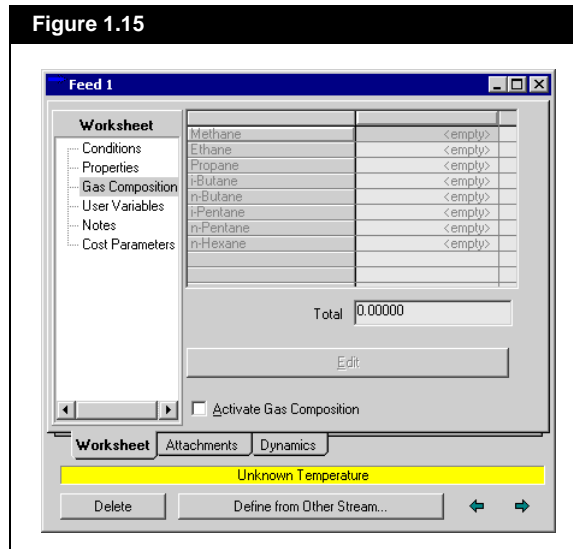 Figure 1.15
Feed 1
Worksheet
Conditions
Properties
Gas Composition
User Variables
Notes
Cost Parameters
Methane <empty>
Ethane <empty>
Propane <empty>
i-Butane <empty>
n-Butane <empty>
i-Pentane <empty>
n-Pentane <empty>
n-Hexane <empty>
Total 0.00000
Edit
Activate Gas Composition
Worksheet Attachments Dynamics
Unknown Temperature
Delete Define from Other Stream...